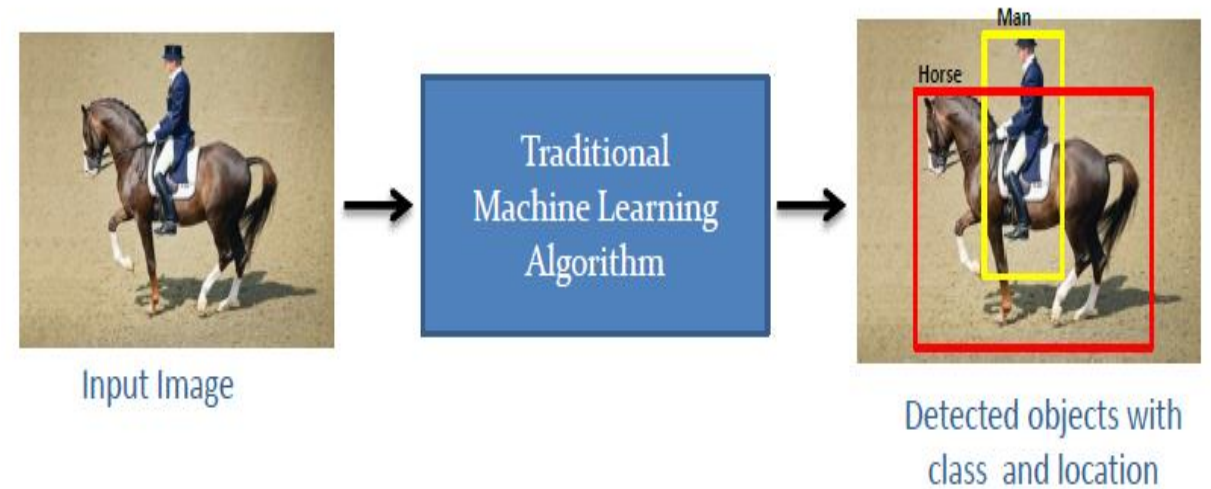 Man
Horse
Traditional
Machine Learning
Algorithm
Input Image
Detected objects with
class and location